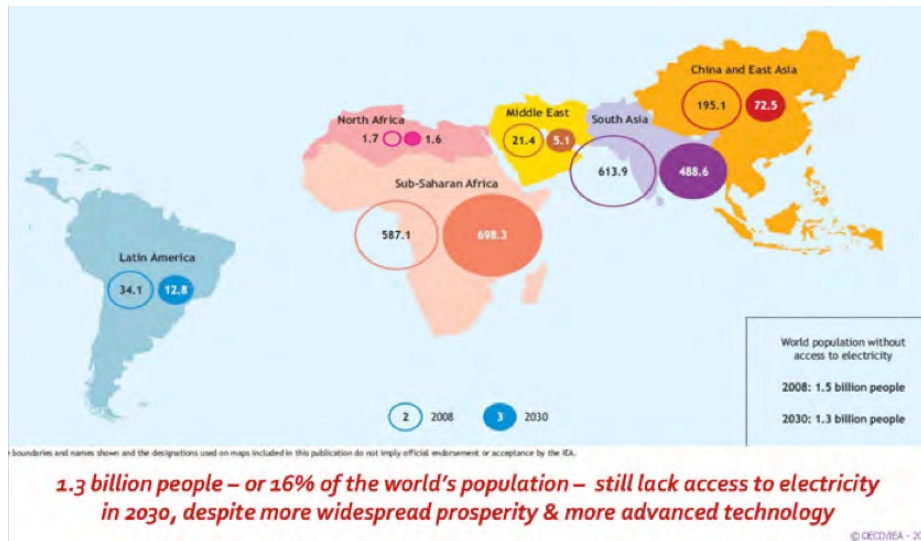 China and East Asia
195.1 72.5
North Africa
1.7 1.6
Middle East
21.4 5.1
South Asia
613.9 488.6
Sub-Saharan Africa
587.1 698.3
Latin America
34.1 12.8
World population without
access to electricity
2008: 1.5 billion people
2030: 1.3 billion people
2 2008 3 2030
boundaries and names shown and the designations used on maps included in this publication do not imply official endorsement or acceptance by the IEA.
1.3 billion people – or 16% of the world's population – still lack access to electricity
in 2030, despite more widespread prosperity & more advanced technology
© OECD/IEA - 20